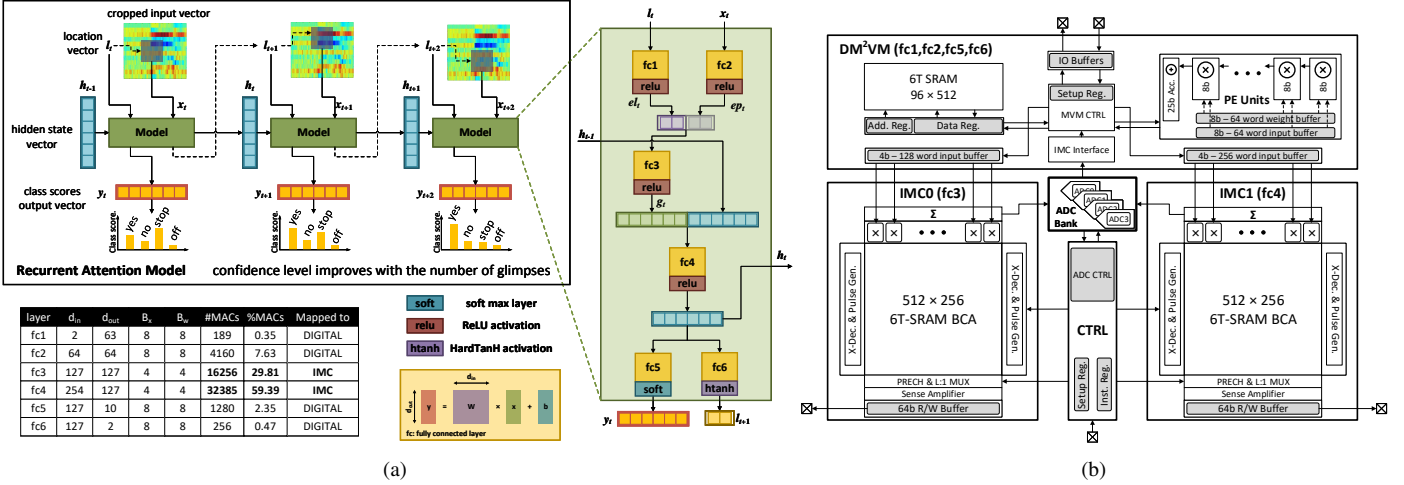 cropped input vector
location
vector
l_t
l_{t+1}
l_{t+2}
h_{t-1}
h_t
h_{t+1}
x_t
x_{t+1}
x_{t+2}
hidden state
vector
Model
Model
Model
class scores
output vector
y_t
y_{t+1}
y_{t+2}
Class score.
yes
no
stop
off
Class score.
yes
no
stop
off
Class score.
yes
no
stop
off
Recurrent Attention Model
confidence level improves with the number of glimpses
layer d_in d_out B_x B_w #MACs %MACs Mapped to
fc1 2 63 8 8 189 0.35 DIGITAL
fc2 64 64 8 8 4160 7.63 DIGITAL
fc3 127 127 4 4 16256 29.81 IMC
fc4 254 127 4 4 32385 59.39 IMC
fc5 127 10 8 8 1280 2.35 DIGITAL
fc6 127 2 8 8 256 0.47 DIGITAL
soft soft max layer
relu ReLU activation
htanh HardTanH activation
d_in
d_out
y = W × x + b
fc: fully connected layer
l_t
x_t
fc1
relu
fc2
relu
el_t
ep_t
h_{t-1}
fc3
relu
g_t
fc4
relu
h_t
fc5
soft
fc6
htanh
y_t
l_{t+1}
(a)
DM²VM (fc1,fc2,fc5,fc6)
6T SRAM
96 × 512
Add. Reg.
Data Reg.
IO Buffers
Setup Reg.
MVM CTRL
IMC Interface
25b Acc.
+
×
8b
• • •
×
8b
×
8b
PE Units
8b – 64 word weight buffer
8b – 64 word input buffer
4b – 128 word input buffer
4b – 256 word input buffer
IMC0 (fc3)
Σ
× × • • • × ×
X-Dec. & Pulse Gen.
512 × 256
6T-SRAM BCA
X-Dec. & Pulse Gen.
PRECH & L:1 MUX
Sense Amplifier
64b R/W Buffer
ADC
Bank
ADC3
ADC CTRL
CTRL
Setup Reg.
Inst. Reg.
IMC1 (fc4)
Σ
× × • • • × ×
X-Dec. & Pulse Gen.
512 × 256
6T-SRAM BCA
X-Dec. & Pulse Gen.
PRECH & L:1 MUX
Sense Amplifier
64b R/W Buffer
(b)